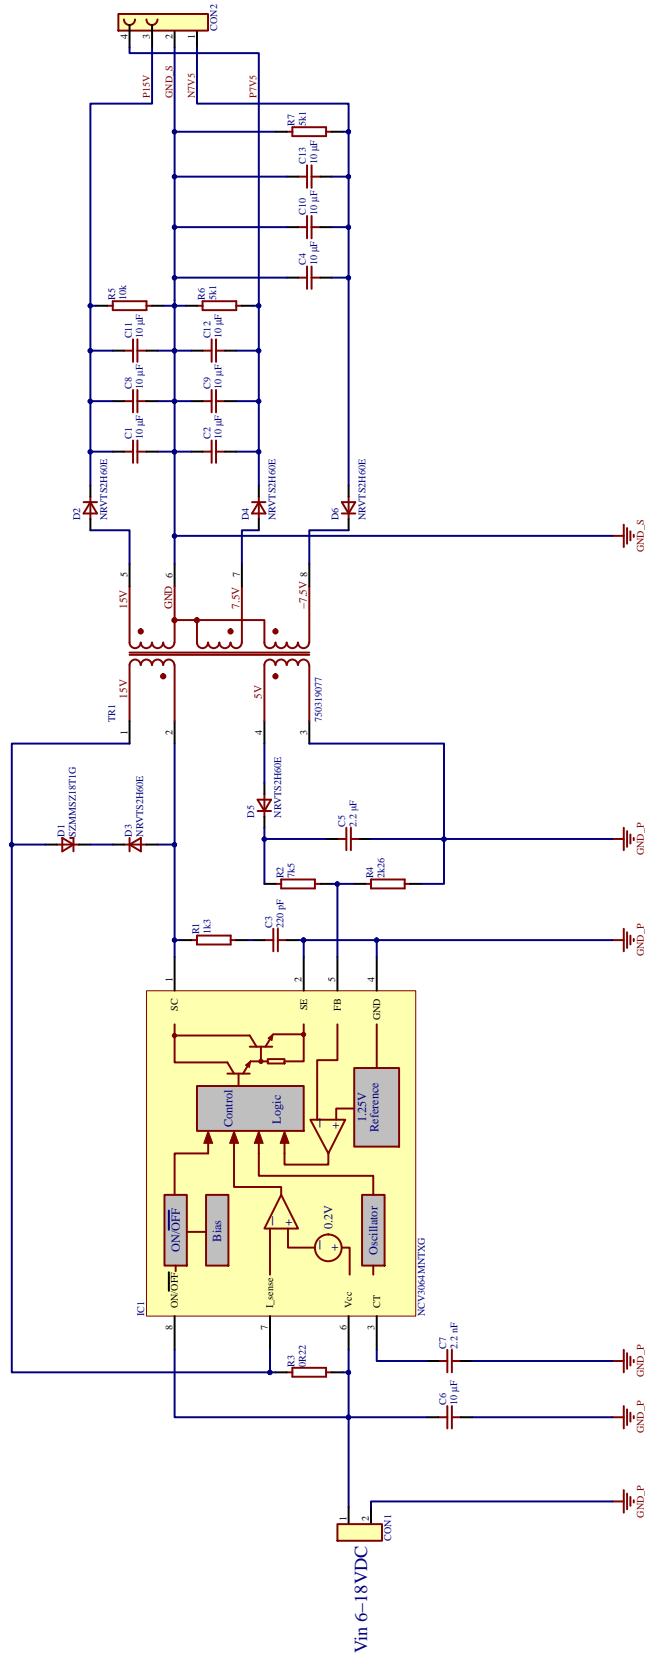 Vin 6–18VDC
CON1
1
2
GND_P
C6
10 µF
GND_P
C7
2.2 nF
GND_P
R3
0R22
IC1
NCV3064MNTXG
8
7
6
3
ON/OFF
I_sense
Vcc
CT
ON/OFF
Bias
0.2V
Oscillator
Control
Logic
1.25V
Reference
SC
SE
FB
GND
1
2
5
4
R1
1k3
C3
220 pF
GND_P
R2
7k5
R4
2k26
D1
SZMMSZ18T1G
D3
NRVTS2H60E
D5
NRVTS2H60E
C5
2.2 µF
GND_P
TR1
750319077
1
2
4
3
15V
5V
15V
GND
7.5V
–7.5V
5
6
7
8
GND_S
D2
NRVTS2H60E
D4
NRVTS2H60E
D6
NRVTS2H60E
C1
10 µF
C2
10 µF
C8
10 µF
C9
10 µF
C11
10 µF
C12
10 µF
R5
10k
R6
5k1
C4
10 µF
C10
10 µF
C13
10 µF
R7
5k1
P15V
GND_S
N7V5
P7V5
4
3
2
1
CON2